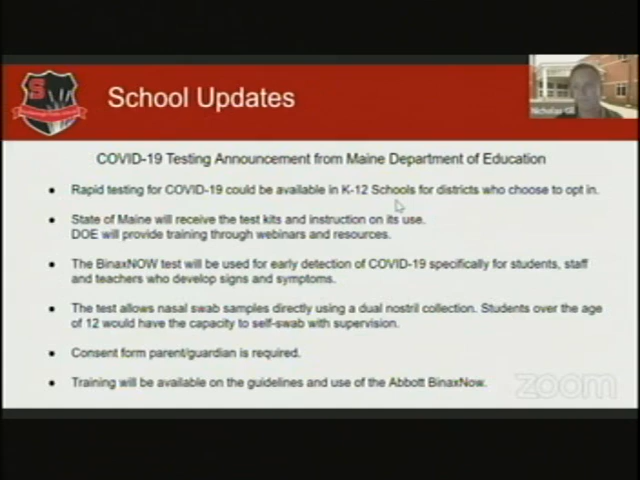 School Updates
Nicholas Gill
COVID-19 Testing Announcement from Maine Department of Education
• Rapid testing for COVID-19 could be available in K-12 Schools for districts who choose to opt in.
• State of Maine will receive the test kits and instruction on its use.
DOE will provide training through webinars and resources.
• The BinaxNOW test will be used for early detection of COVID-19 specifically for students, staff
and teachers who develop signs and symptoms.
• The test allows nasal swab samples directly using a dual nostril collection. Students over the age
of 12 would have the capacity to self-swab with supervision.
• Consent form parent/guardian is required.
• Training will be available on the guidelines and use of the Abbott BinaxNow.
zoom
S